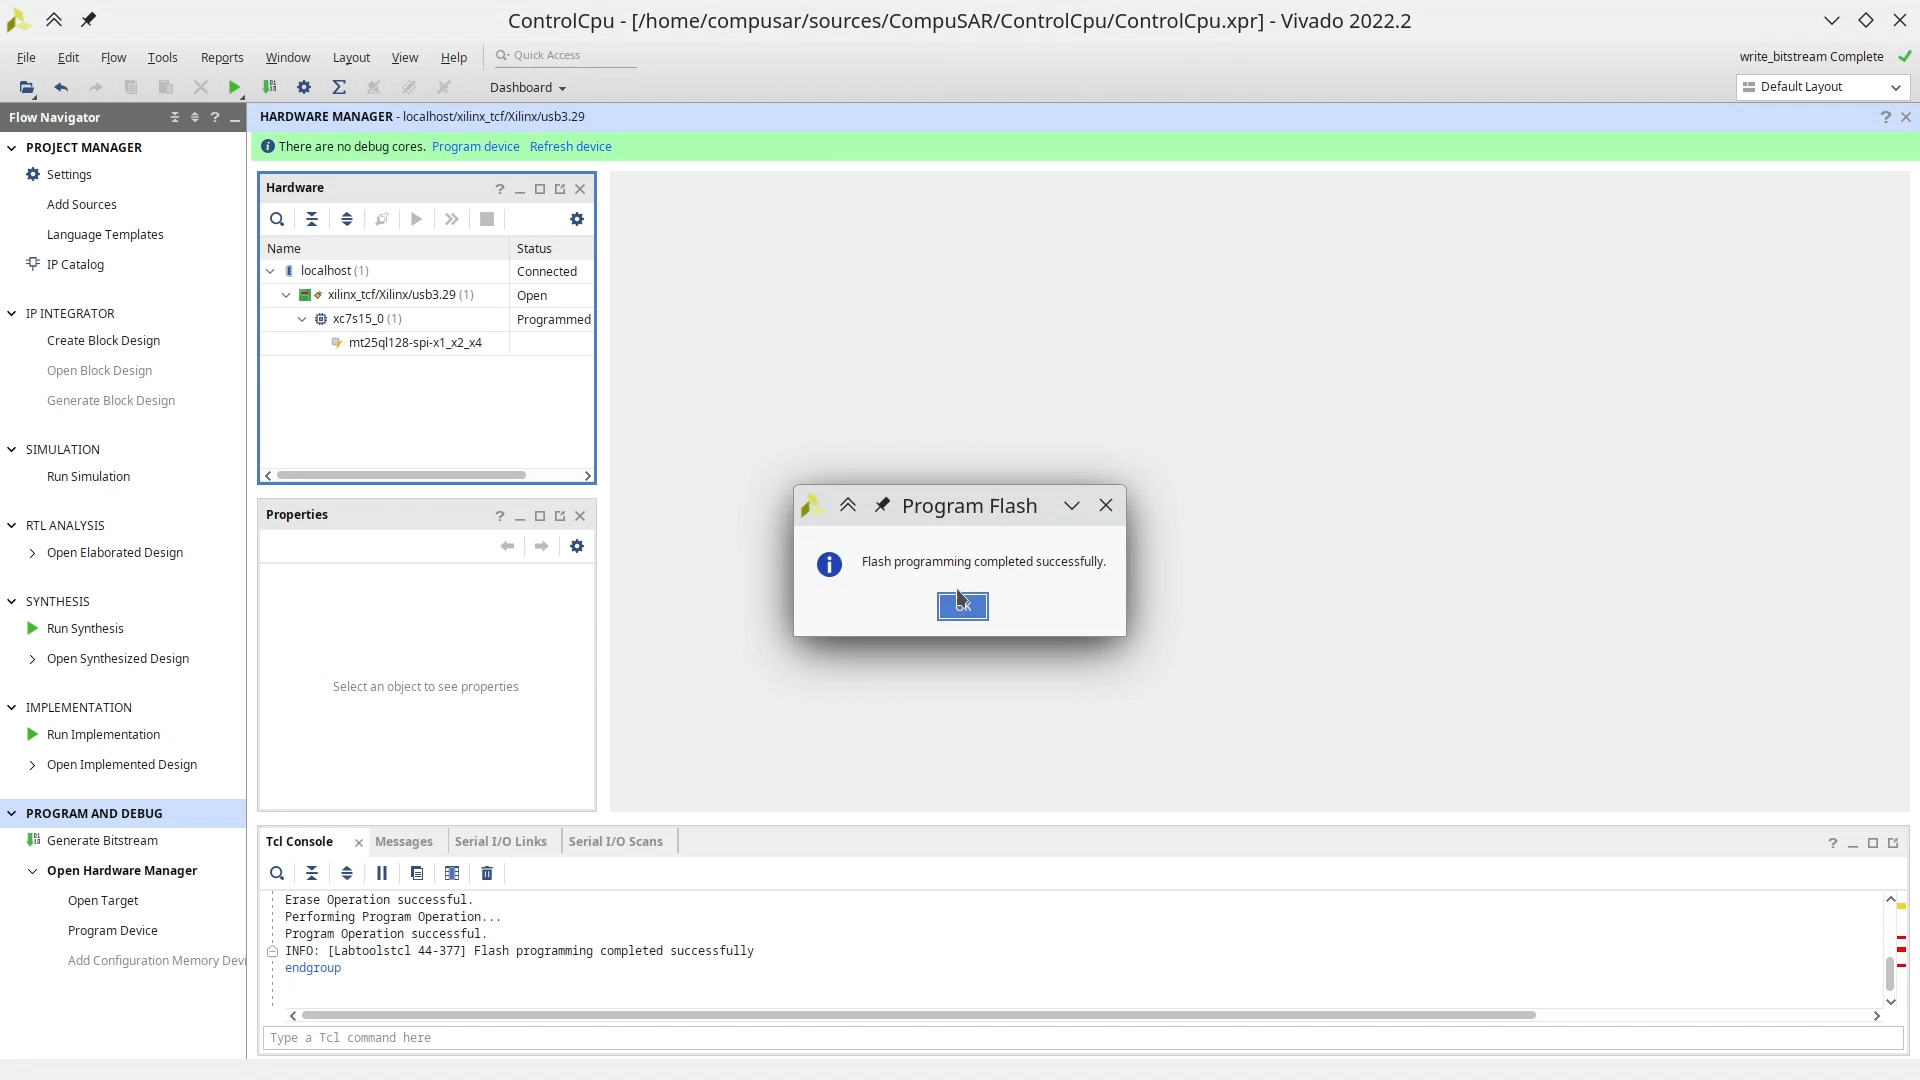 ControlCpu - [/home/compusar/sources/CompuSAR/ControlCpu/ControlCpu.xpr] - Vivado 2022.2
File Edit Flow Tools Reports Window Layout View Help Quick Access
write_bitstream Complete
Dashboard
Default Layout
Flow Navigator
HARDWARE MANAGER - localhost/xilinx_tcf/Xilinx/usb3.29
There are no debug cores. Program device Refresh device
PROJECT MANAGER
Settings
Add Sources
Language Templates
IP Catalog
IP INTEGRATOR
Create Block Design
Open Block Design
Generate Block Design
SIMULATION
Run Simulation
RTL ANALYSIS
Open Elaborated Design
SYNTHESIS
Run Synthesis
Open Synthesized Design
IMPLEMENTATION
Run Implementation
Open Implemented Design
PROGRAM AND DEBUG
Generate Bitstream
Open Hardware Manager
Open Target
Program Device
Add Configuration Memory Devi
Hardware
Name Status
localhost (1) Connected
xilinx_tcf/Xilinx/usb3.29 (1) Open
xc7s15_0 (1) Programmed
mt25ql128-spi-x1_x2_x4
Properties
Select an object to see properties
Program Flash
Flash programming completed successfully.
OK
Tcl Console Messages Serial I/O Links Serial I/O Scans
Erase Operation successful.
Performing Program Operation...
Program Operation successful.
INFO: [Labtoolstcl 44-377] Flash programming completed successfully
endgroup
Type a Tcl command here